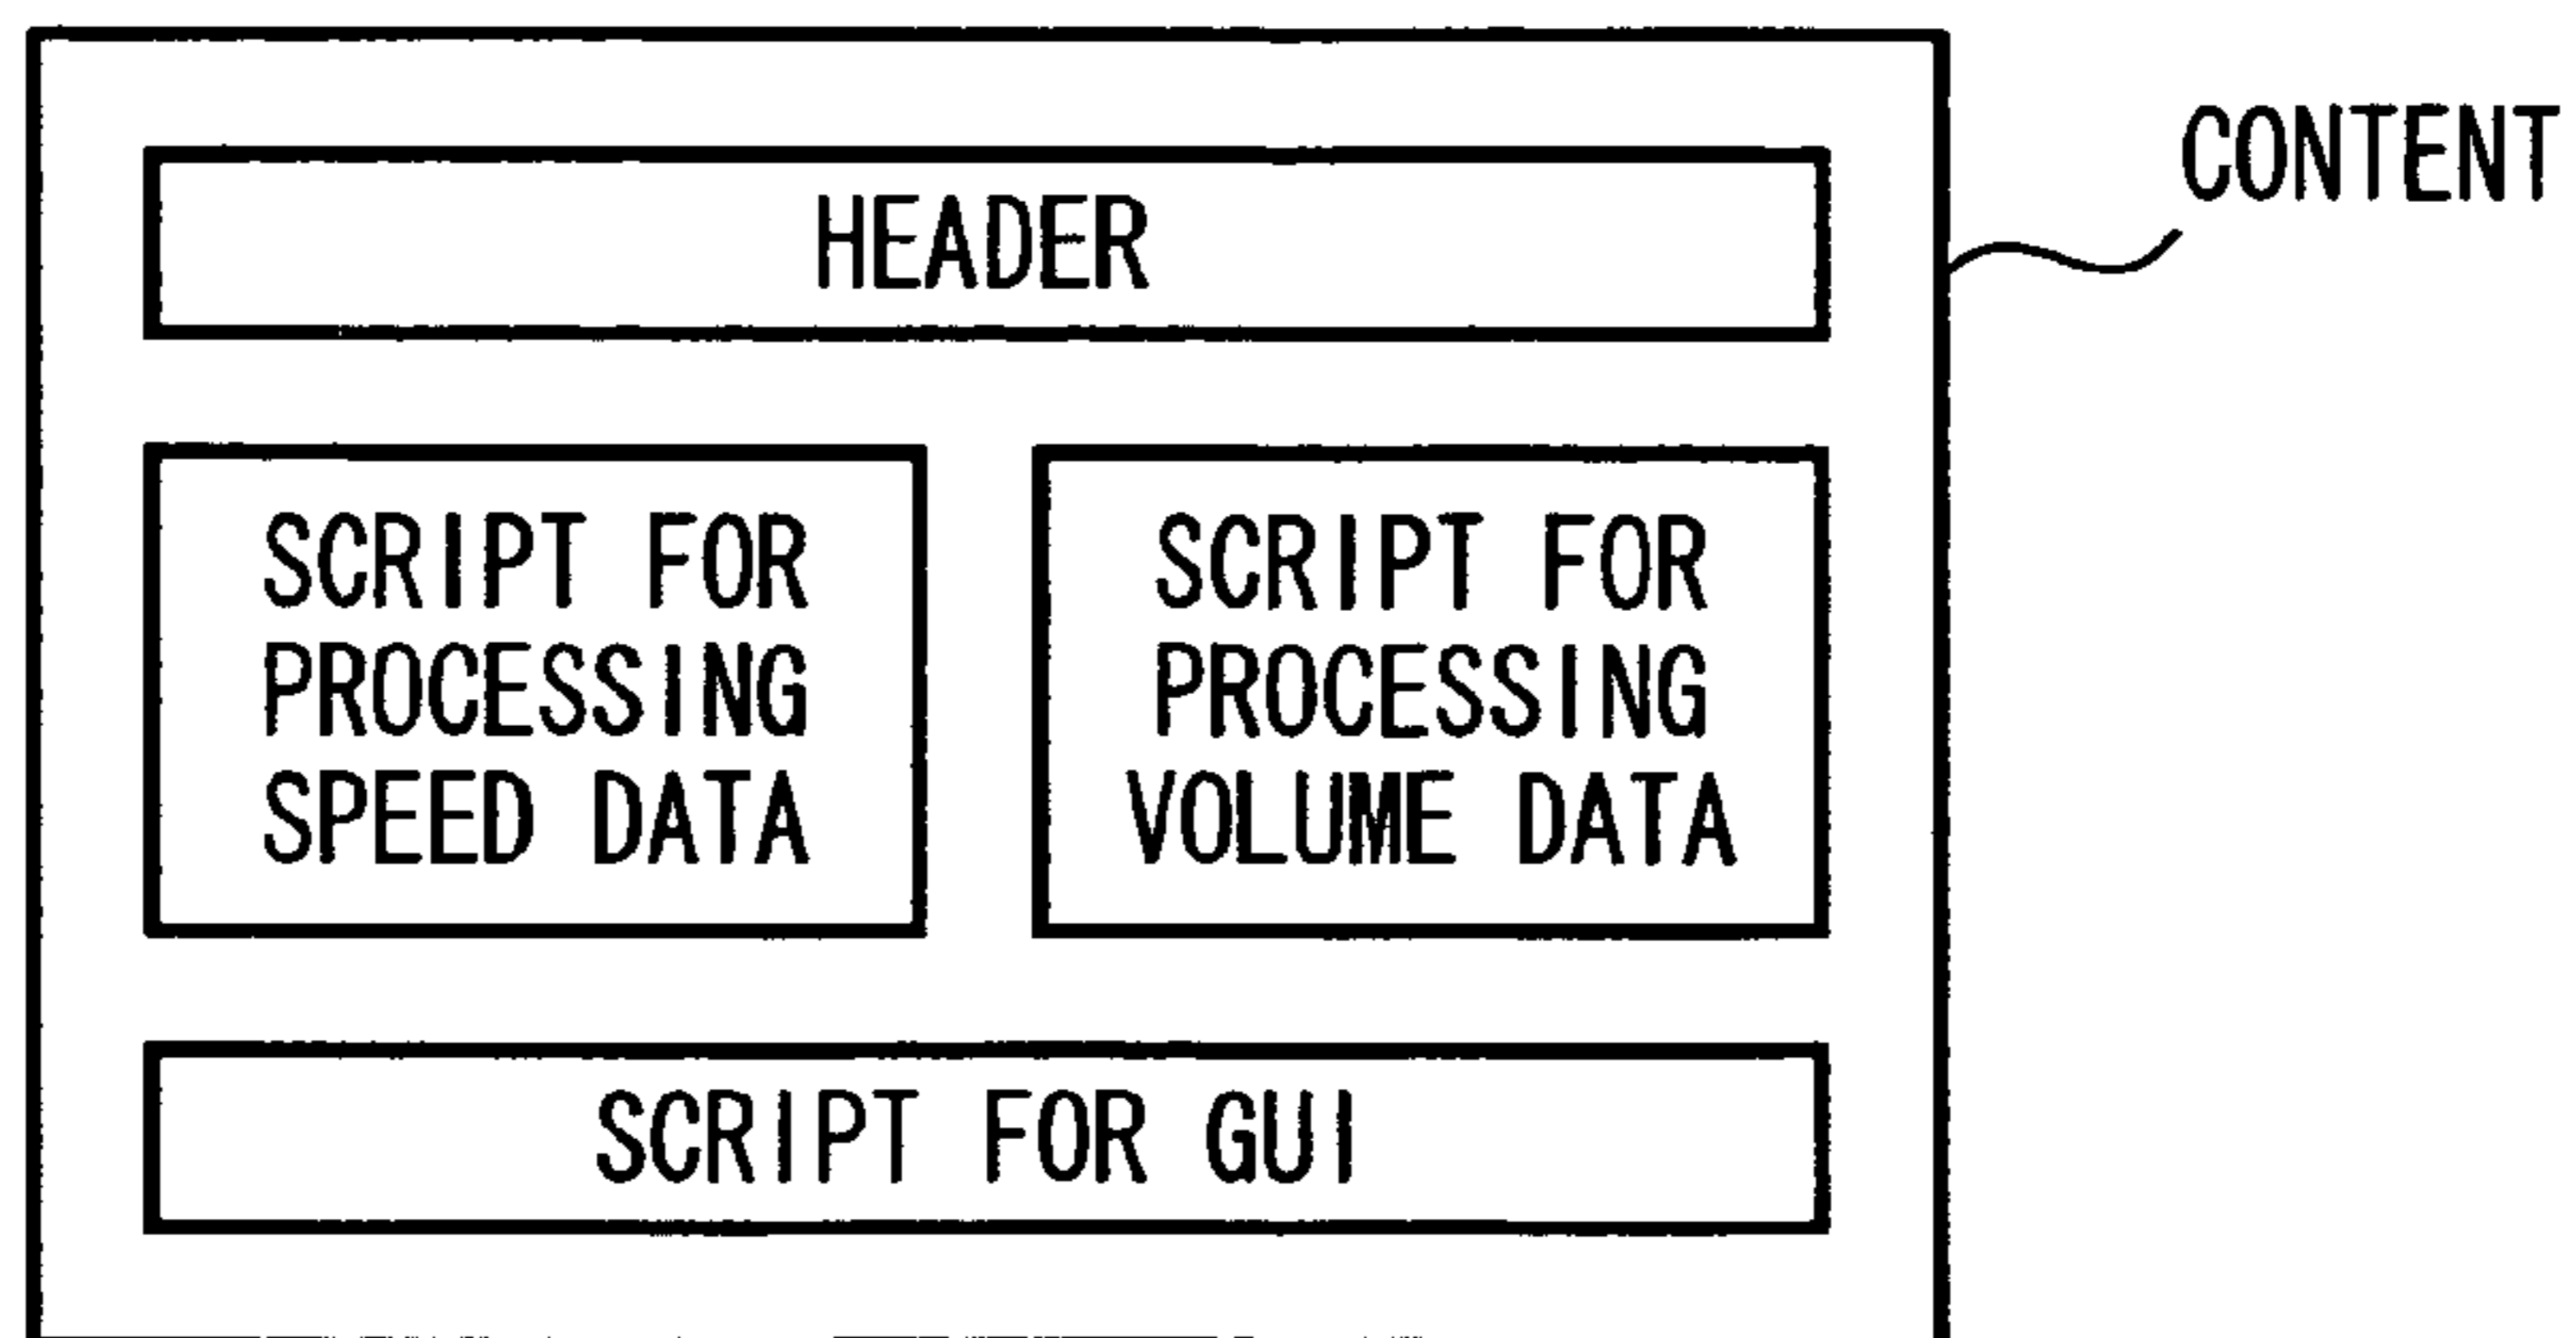 CONTENT
HEADER
SCRIPT FOR
PROCESSING
SPEED DATA
SCRIPT FOR
PROCESSING
VOLUME DATA
SCRIPT FOR GUI